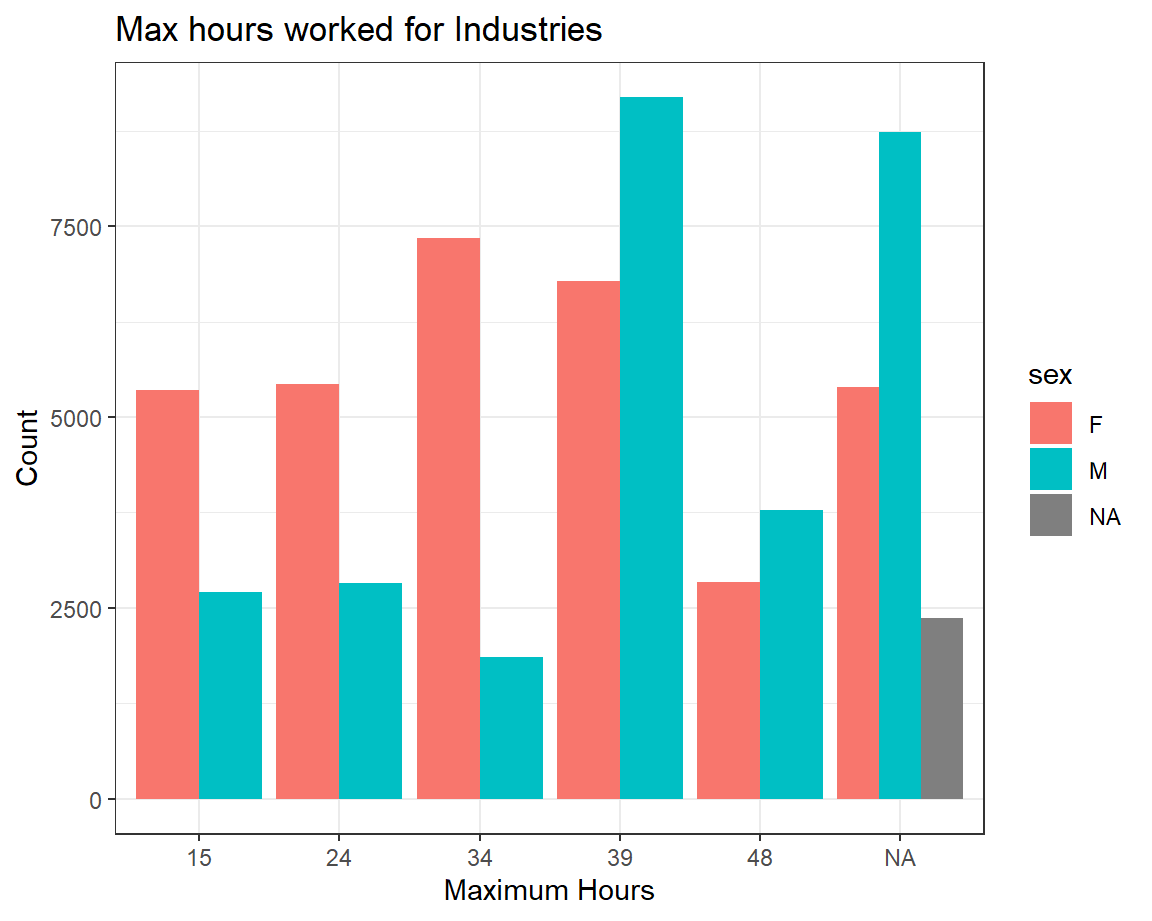 Max hours worked for Industries
Count
7500
5000
2500
0
15 24 34 39 48 NA
Maximum Hours
sex
F
M
NA